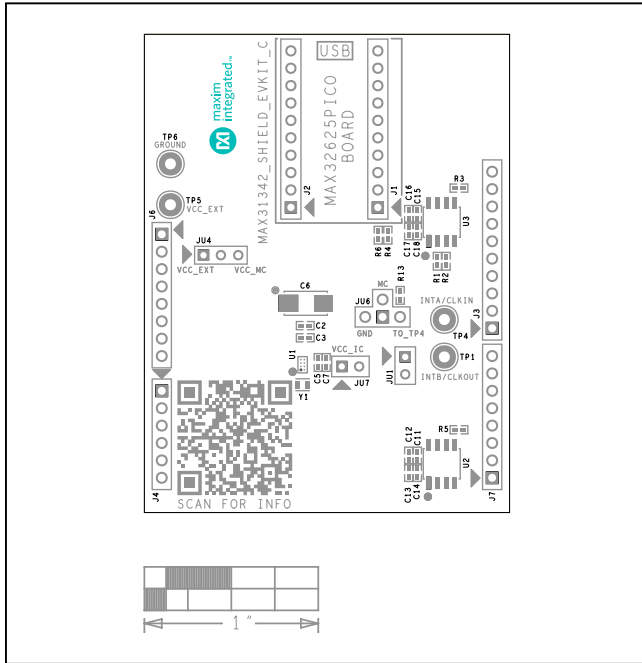 maxim
integrated™
MAX31342_SHIELD_EVKIT_C
USB
MAX32625PICO
BOARD
TP6
GROUND
TP5
VCC_EXT
J6
J2
J1
JU4
VCC_EXT
VCC_MC
C16
C15
R3
U3
C17
C18
R6
R4
R1
R2
R13
C6
MC
JU6
GND
TO_TP4
INTA/CLKIN
TP4
J3
C2
C3
VCC_IC
U1
C5
C7
JU7
JU1
TP1
INTB/CLKOUT
Y1
C12
C11
R5
U2
C13
C14
J4
J7
SCAN FOR INFO
1"